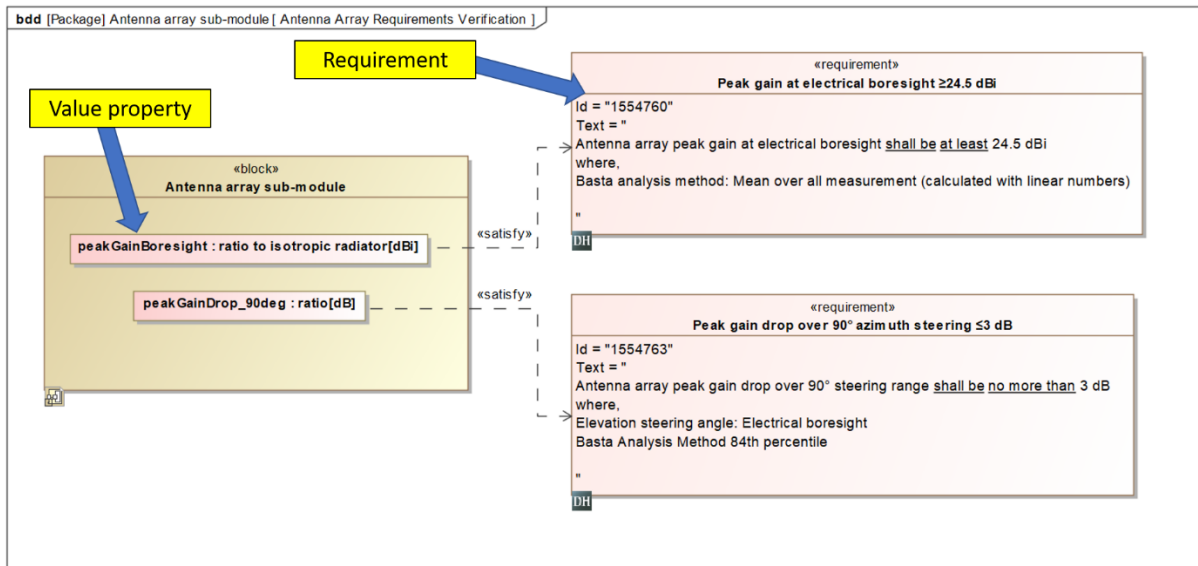 bdd [Package] Antenna array sub-module [ Antenna Array Requirements Verification ]
Requirement
Value property
«requirement»
Peak gain at electrical boresight ≥24.5 dBi
Id = "1554760"
Text = "
Antenna array peak gain at electrical boresight shall be at least 24.5 dBi
where,
Basta analysis method: Mean over all measurement (calculated with linear numbers)
"
DH
«block»
Antenna array sub-module
peakGainBoresight : ratio to isotropic radiator[dBi]
«satisfy»
peakGainDrop_90deg : ratio[dB]
«satisfy»
«requirement»
Peak gain drop over 90° azimuth steering ≤3 dB
Id = "1554763"
Text = "
Antenna array peak gain drop over 90° steering range shall be no more than 3 dB
where,
Elevation steering angle: Electrical boresight
Basta Analysis Method 84th percentile
"
DH